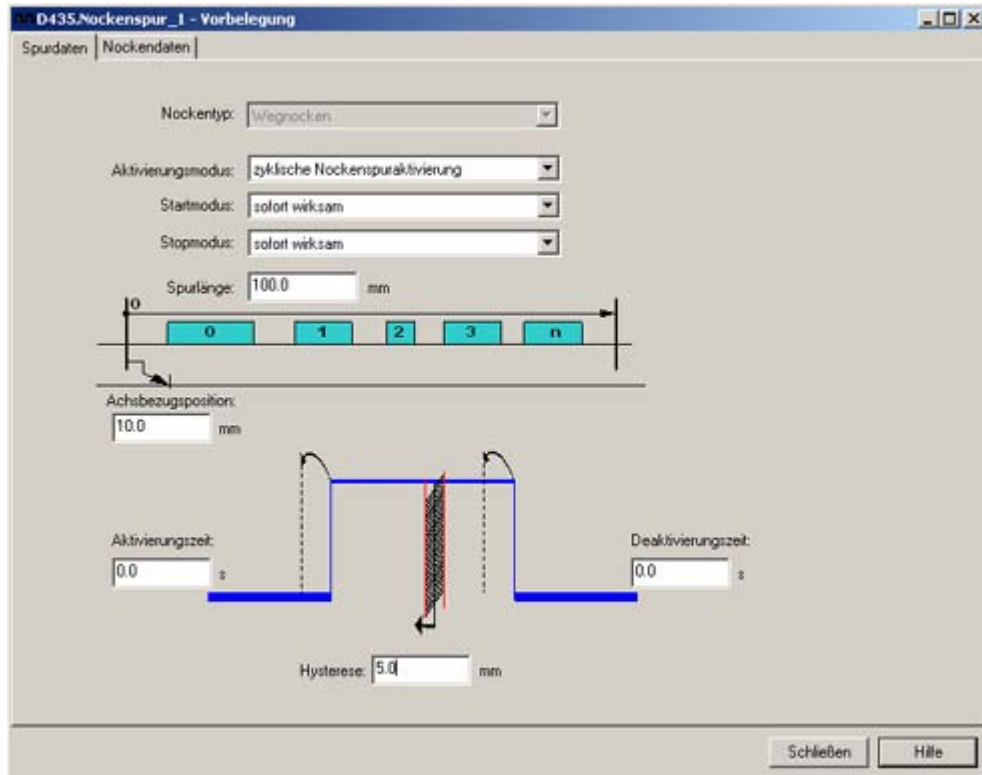 D435.Nockenspur_1 - Vorbelegung
Spurdaten Nockendaten
Nockentyp: Wegnocken
Aktivierungsmodus: zyklische Nockenspuraktivierung
Startmodus: sofort wirksam
Stopmodus: sofort wirksam
Spurlänge: 100.0 mm
0
0 1 2 3 n
Achsbezugsposition:
10.0 mm
Aktivierungszeit: Deaktivierungszeit:
0.0 s 0.0 s
Hysterese: 5.0 mm
Schließen Hilfe